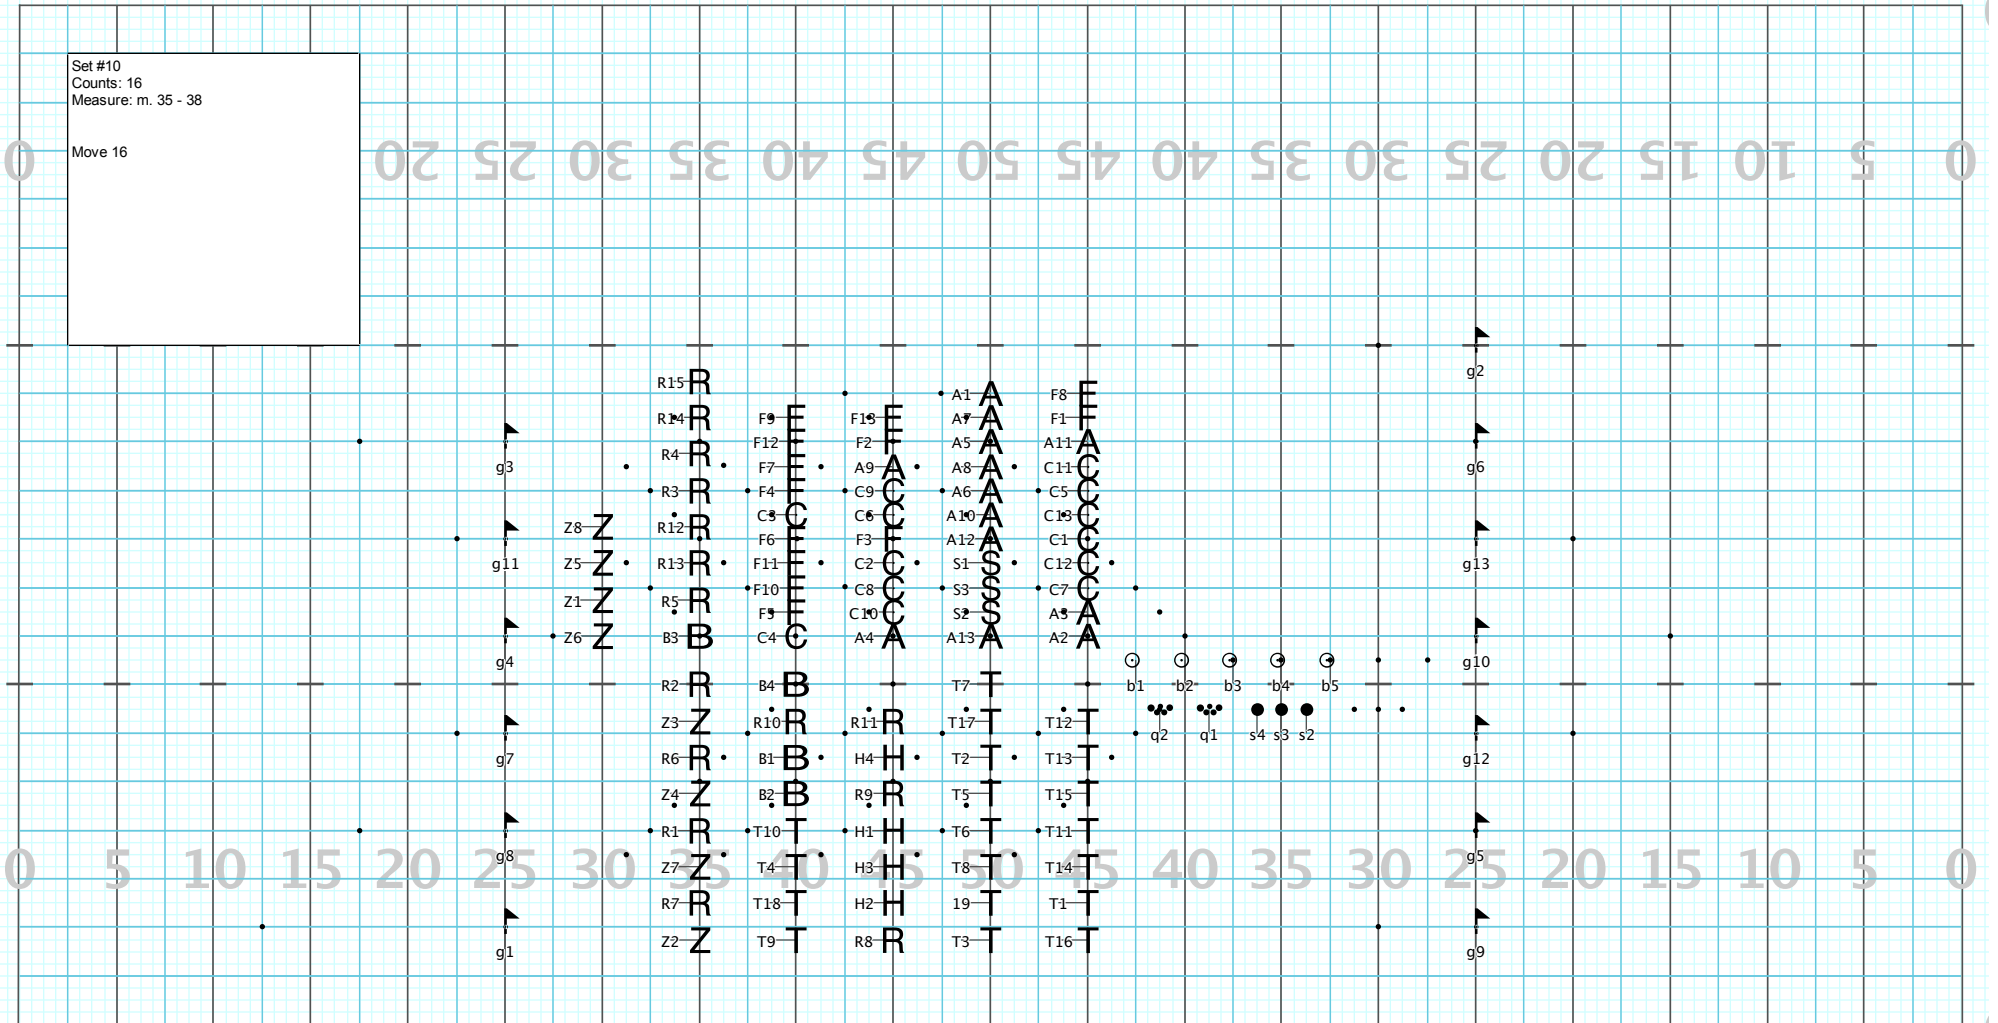 Set #10
Counts: 16
Measure: m. 35 - 38
Move 16
0 20 25 30 35 40 45 50 45 40 35 30 25 20 15 10 5 0
g2
R15 R
A1 A F8 F
R14 R F9 F F13 F A7 A F1 F
F12 F F2 F A5 A A11 A
R4 R
g3 F7 F A9 A A8 A C11 C g6
R3 R F4 F C9 C A6 A C5 C
C3 C C6 C A10 A C13 C
Z8 Z R12 R
F6 F F3 F A12 A C1 C
g11 Z5 Z R13 R F11 F C2 C S1 S C12 C g13
F10 F C8 C S3 S C7 C
Z1 Z R5 R
F5 F C10 C S2 S A3 A
Z6 Z B3 B C4 C A4 A A13 A A2 A
g4 g10
R2 R B4 B T7 T b1 b2 b3 b4 b5
Z3 Z R10 R R11 R T17 T T12 T
q2 q1 s4 s3 s2
g7 R6 R B1 B H4 H T2 T T13 T g12
Z4 Z B2 B R9 R T5 T T15 T
R1 R T10 T H1 H T6 T T11 T
g8 g5
Z7 Z T4 T H3 H T8 T T14 T
0 5 10 15 20 25 30 35 40 45 50 45 40 35 30 25 20 15 10 5 0
R7 R T18 T H2 H 19 T T1 T
Z2 Z T9 T R8 R T3 T T16 T
g1 g9